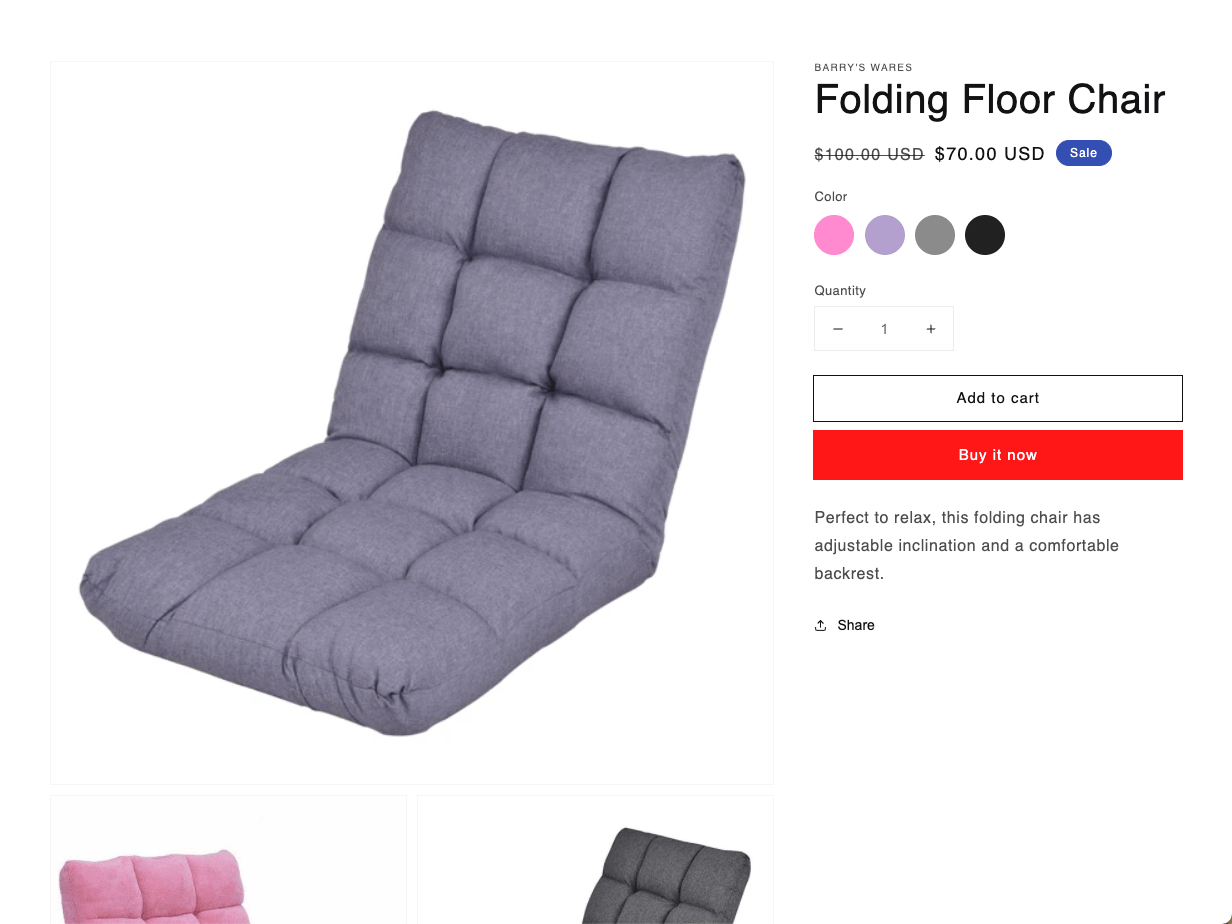 BARRY'S WARES
Folding Floor Chair
$100.00 USD $70.00 USD Sale
Color
Quantity
− 1 +
Add to cart
Buy it now
Perfect to relax, this folding chair has
adjustable inclination and a comfortable
backrest.
Share